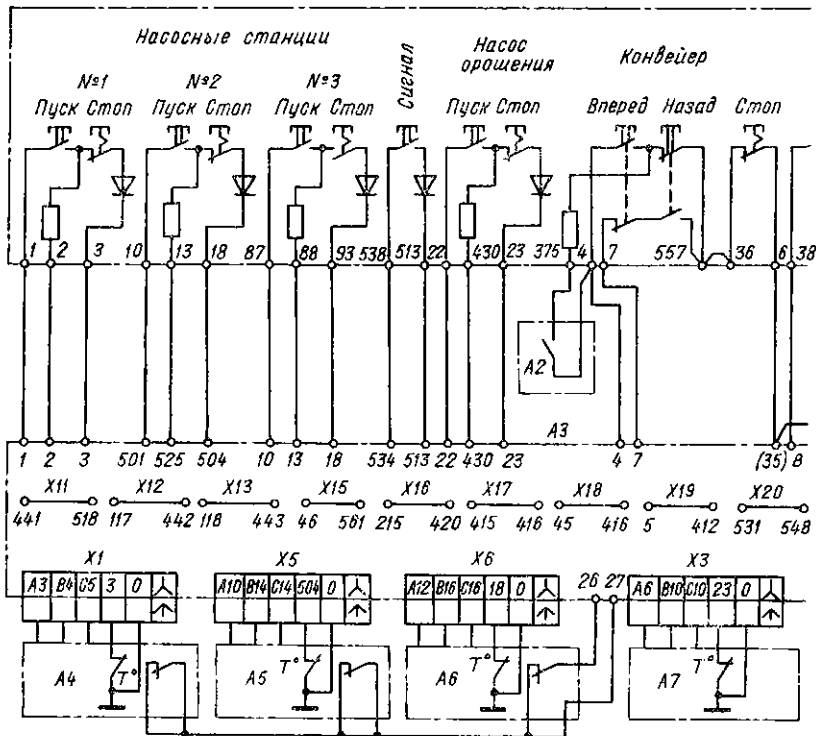 Насосные станции
Насос орошения
Конвейер
Сигнал
№1 №2 №3
Пуск Стоп Пуск Стоп Пуск Стоп Пуск Стоп Вперед Назад Стоп
1 2 3 10 13 18 87 88 93 538 513 22 430 23 375 4 7 557 36 6 38
A2
A3
1 2 3 501 525 504 10 13 18 534 513 22 430 23 4 7 (35) 8
X11 X12 X13 X15 X16 X17 X18 X19 X20
441 518 117 442 118 443 46 561 215 420 415 416 45 416 5 412 531 548
X1 X5 X6 26 27 X3
A3 B4 C5 3 0 A10 B14 C14 504 0 A12 B16 C16 18 0 A6 B10 C10 23 0
A4 T° A5 T° A6 T° A7 T°